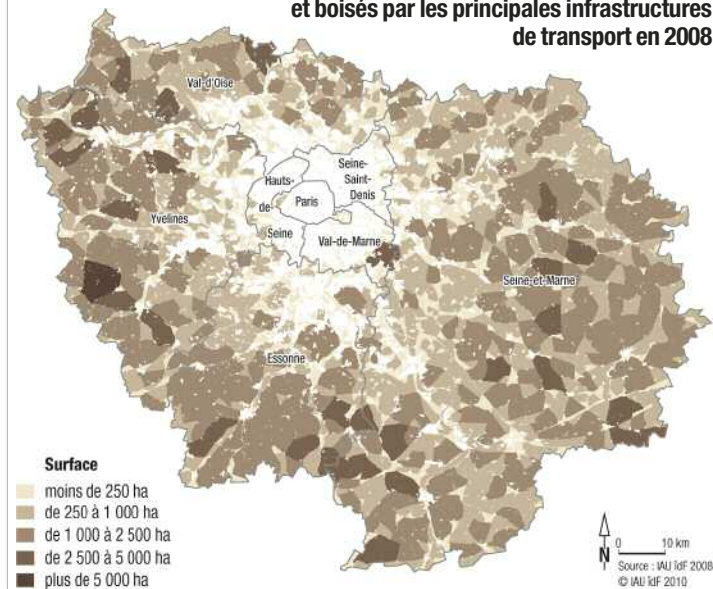 et boisés par les principales infrastructures
de transport en 2008
Val-d'Oise
Seine-
Saint-
Denis
Hauts-
de-
Seine
Paris
Val-de-Marne
Yvelines
Seine-et-Marne
Essonne
Surface
moins de 250 ha
de 250 à 1 000 ha
de 1 000 à 2 500 ha
de 2 500 à 5 000 ha
plus de 5 000 ha
N
0 10 km
Source : IAU îdF 2008
© IAU îdF 2010